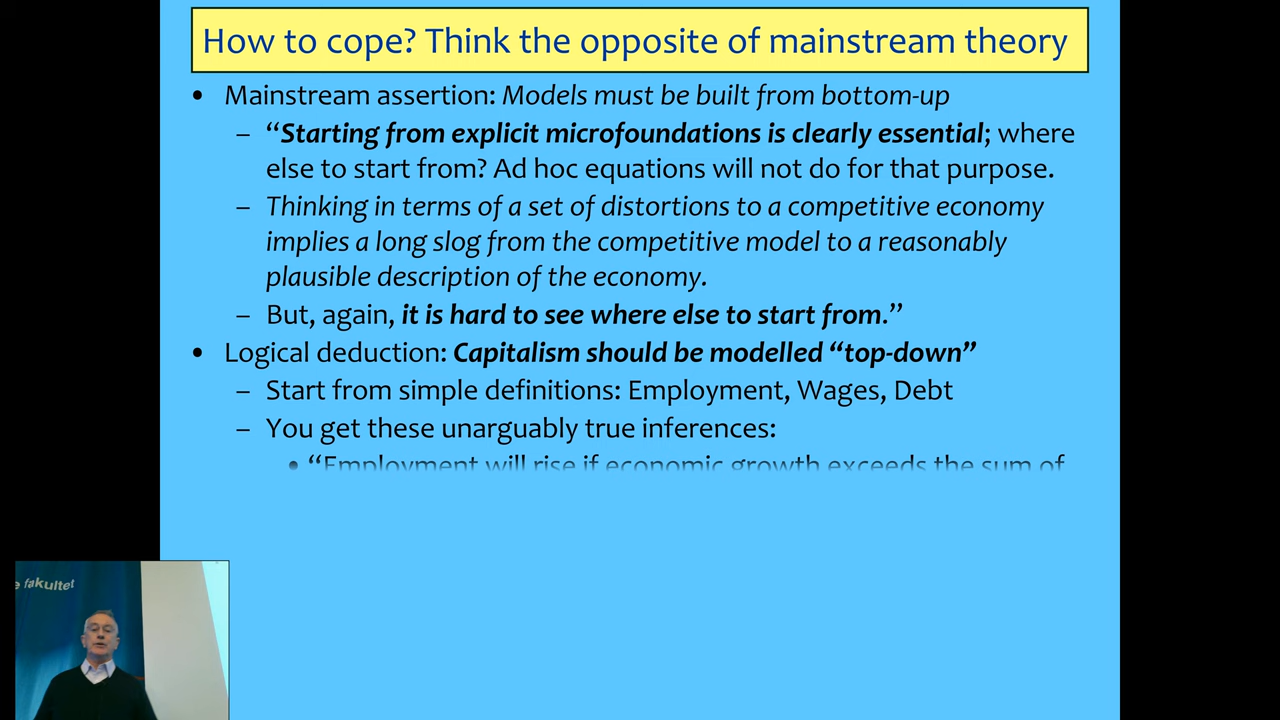 How to cope? Think the opposite of mainstream theory
• Mainstream assertion: Models must be built from bottom-up
– “Starting from explicit microfoundations is clearly essential; where
else to start from? Ad hoc equations will not do for that purpose.
– Thinking in terms of a set of distortions to a competitive economy
implies a long slog from the competitive model to a reasonably
plausible description of the economy.
– But, again, it is hard to see where else to start from.”
• Logical deduction: Capitalism should be modelled “top-down”
– Start from simple definitions: Employment, Wages, Debt
– You get these unarguably true inferences:
• “Employment will rise if economic growth exceeds the sum of
e fakultet